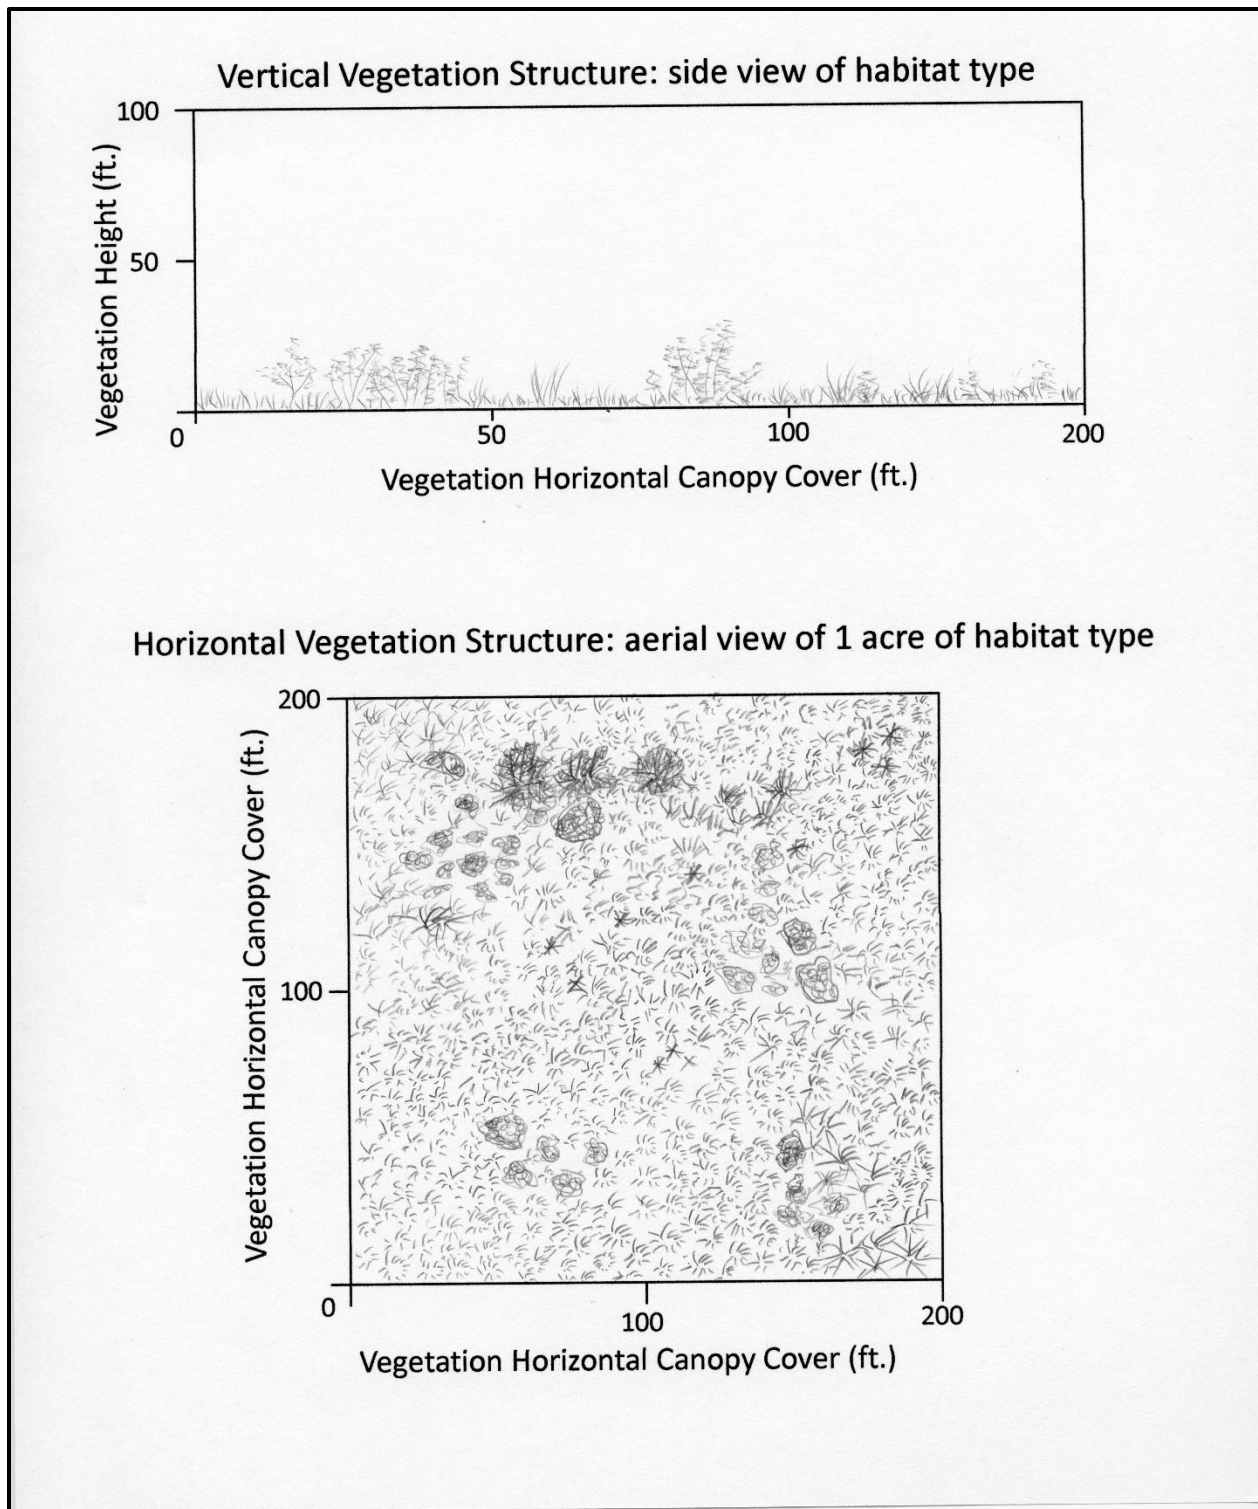 Vertical Vegetation Structure: side view of habitat type
100
Vegetation Height (ft.)
50
0
50
100
200
Vegetation Horizontal Canopy Cover (ft.)
Horizontal Vegetation Structure: aerial view of 1 acre of habitat type
200
Vegetation Horizontal Canopy Cover (ft.)
100
0
100
200
Vegetation Horizontal Canopy Cover (ft.)